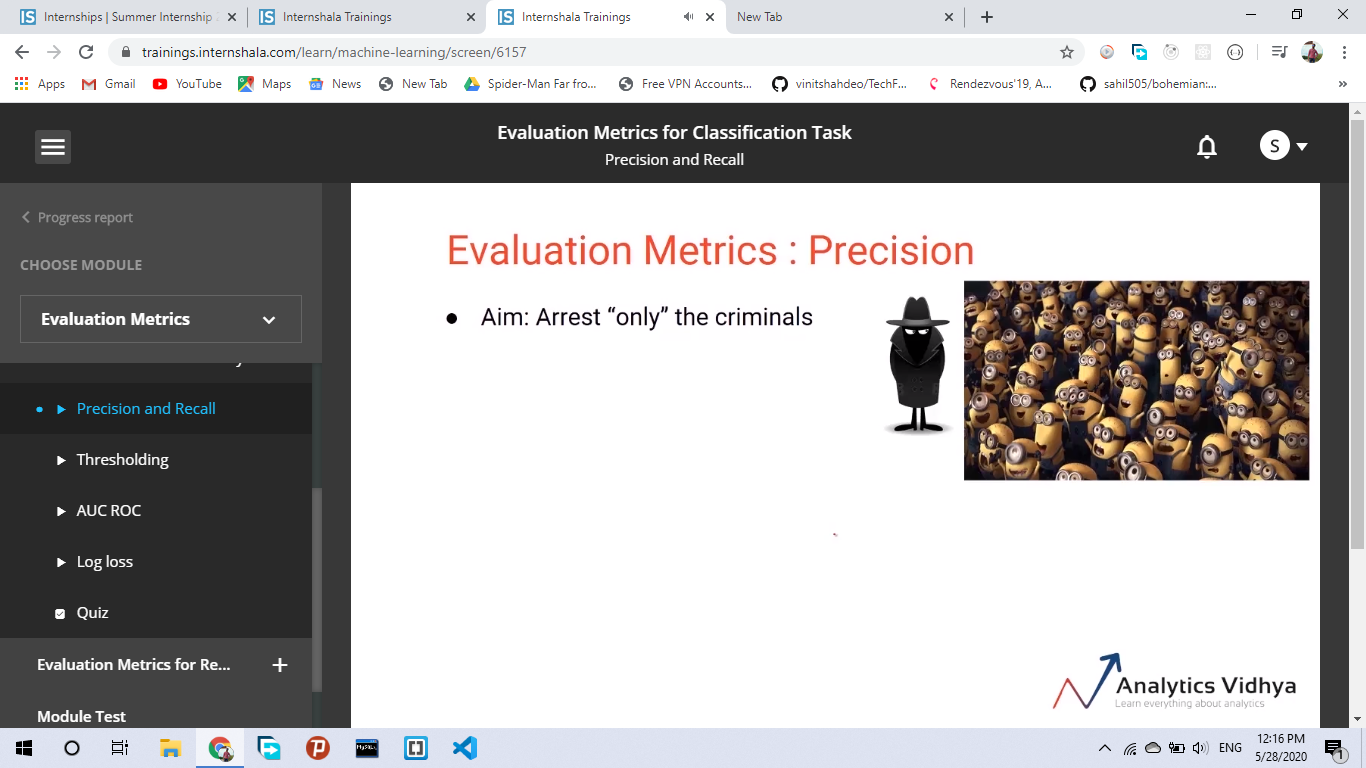 Internships | Summer Internship
Internshala Trainings
Internshala Trainings
New Tab
trainings.internshala.com/learn/machine-learning/screen/6157
Apps
Gmail
YouTube
Maps
News
New Tab
Spider-Man Far fro...
Free VPN Accounts...
vinitshahdeo/TechF...
Rendezvous'19, A...
sahil505/bohemian:...
Evaluation Metrics for Classification Task
Precision and Recall
S
Progress report
CHOOSE MODULE
Evaluation Metrics
Precision and Recall
Thresholding
AUC ROC
Log loss
Quiz
Evaluation Metrics for Re...
Module Test
Evaluation Metrics : Precision
Aim: Arrest “only” the criminals
Analytics Vidhya
Learn everything about analytics
ENG
12:16 PM
5/28/2020
1